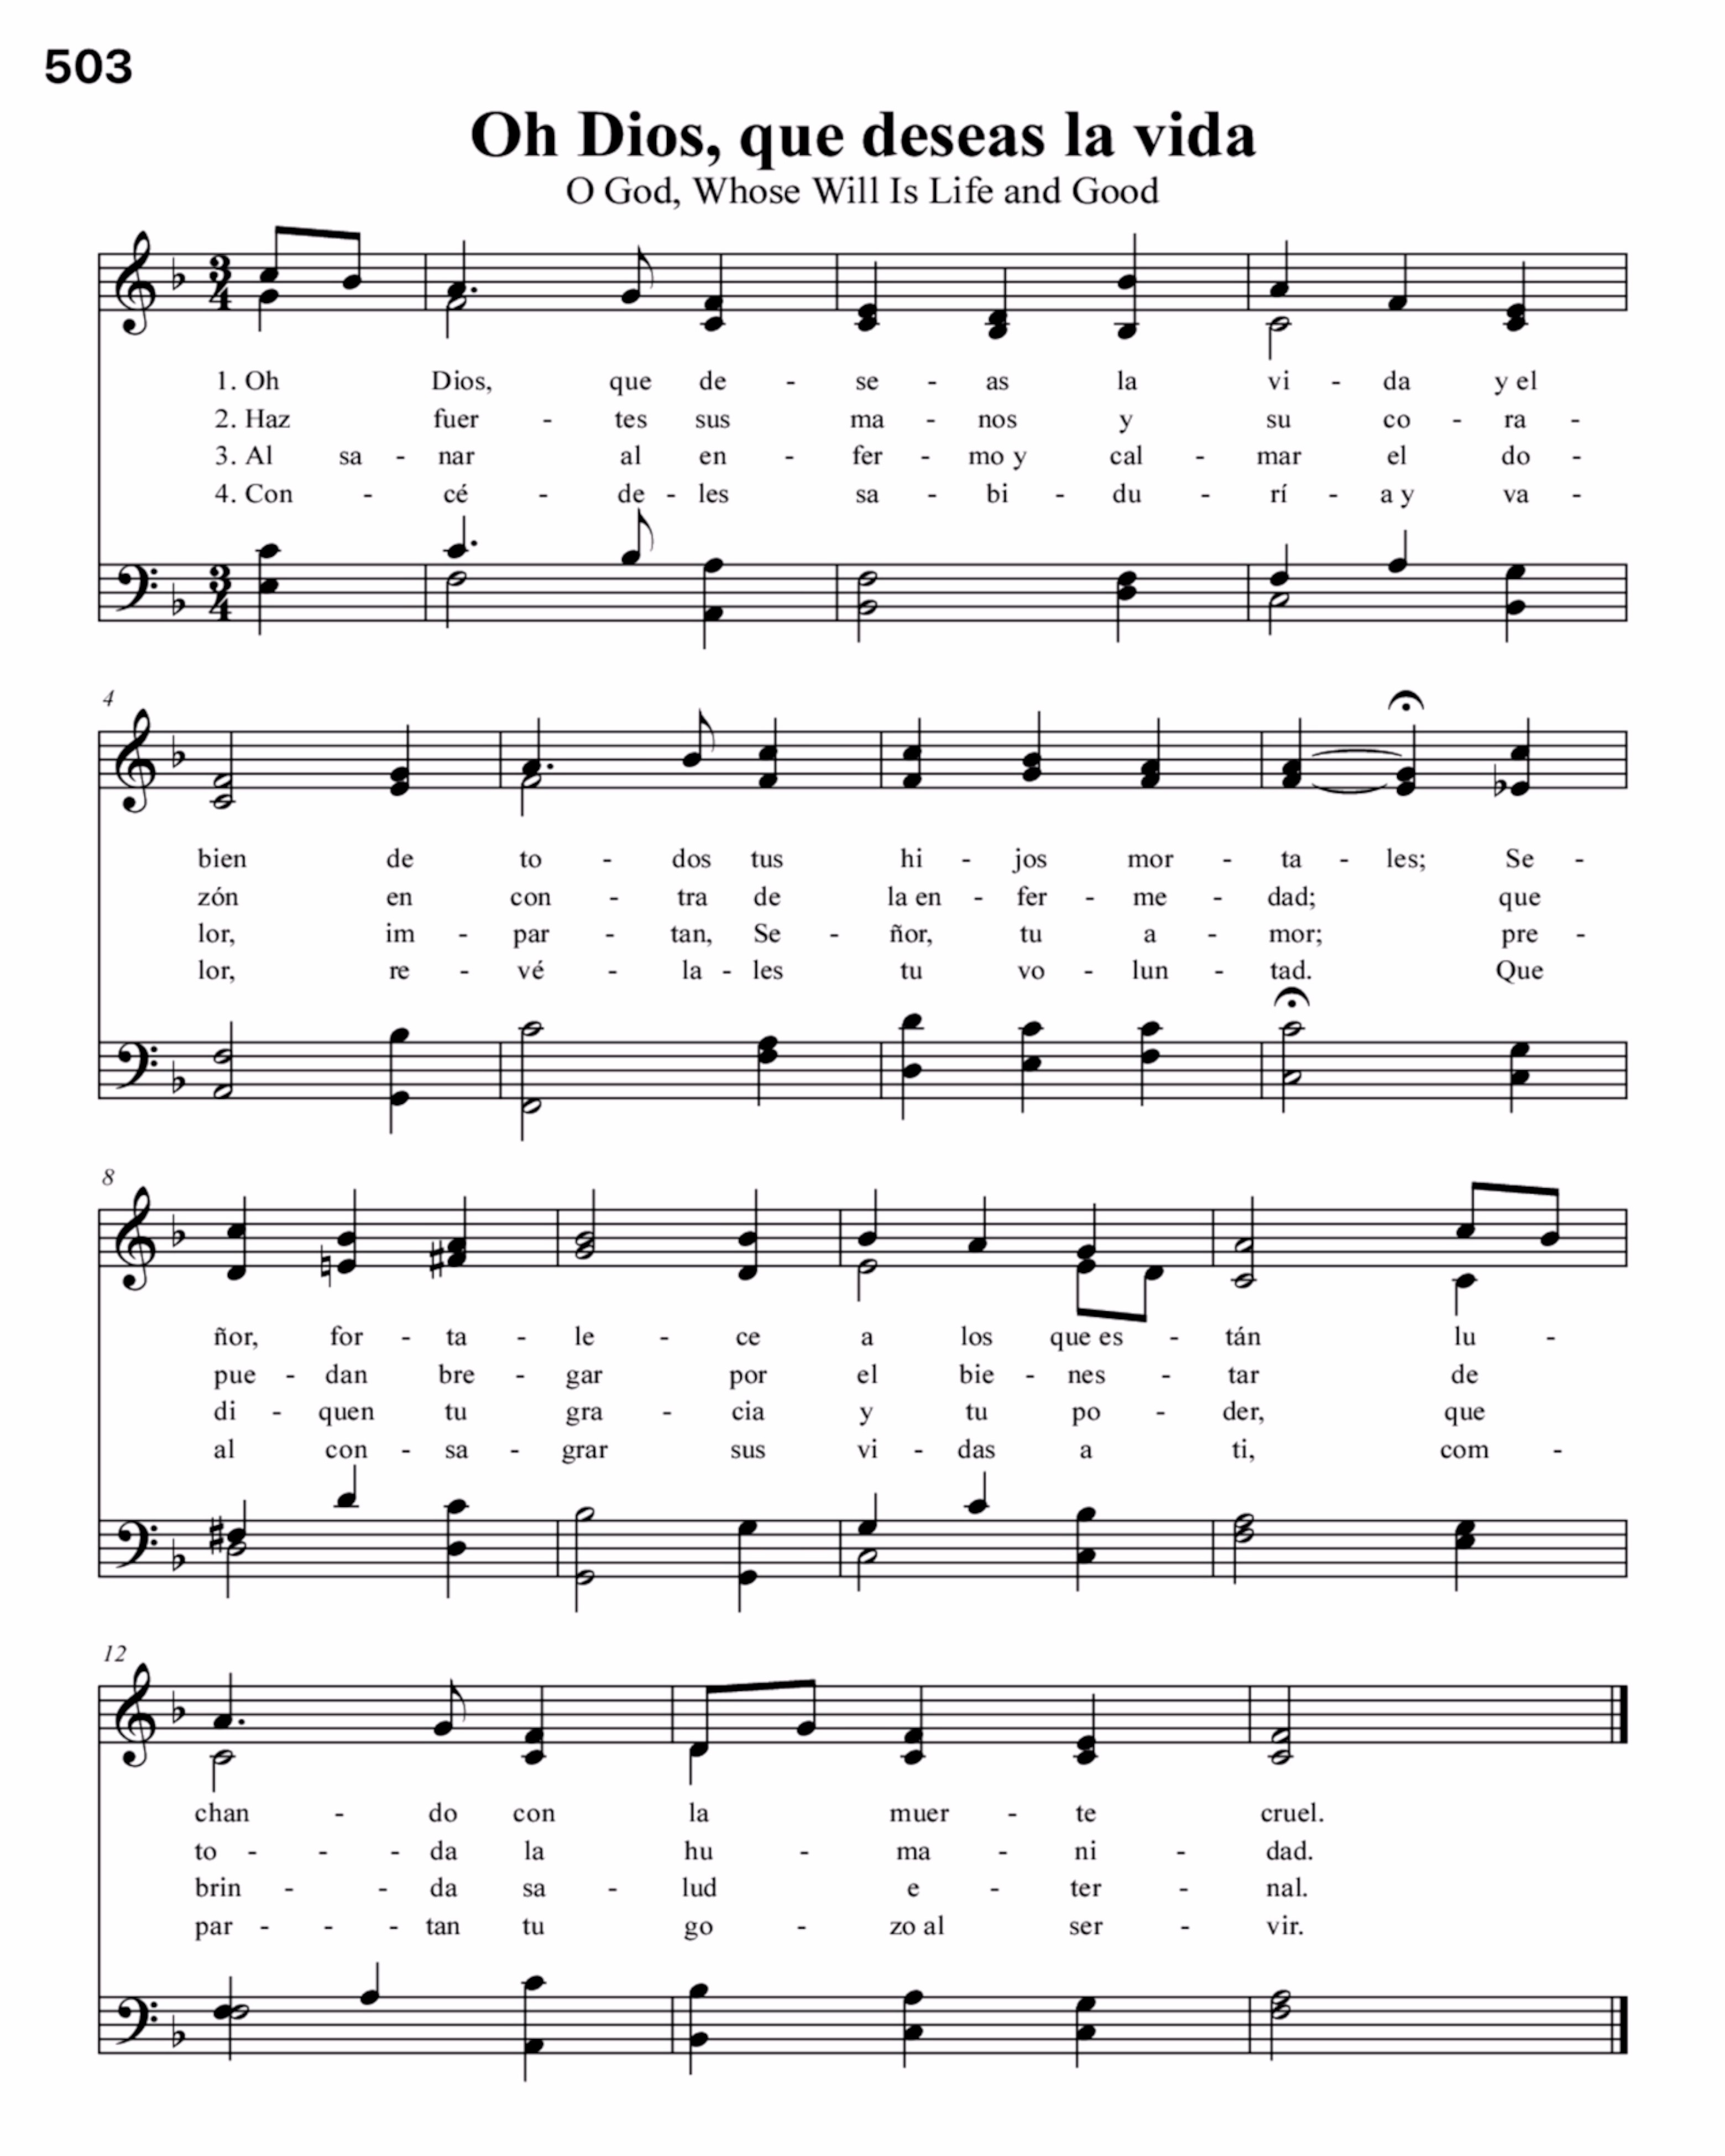 503
Oh Dios, que deseas la vida
O God, Whose Will Is Life and Good
1. Oh Dios, que de - se - as la vi - da y el
2. Haz fuer - tes sus ma - nos y su co - ra -
3. Al sa - nar al en - fer - mo y cal - mar el do -
4. Con - cé - de - les sa - bi - du - rí - a y va -
4
bien de to - dos tus hi - jos mor - ta - les; Se -
zón en con - tra de la en - fer - me - dad; que
lor, im - par - tan, Se - ñor, tu a - mor; pre -
lor, re - vé - la - les tu vo - lun - tad. Que
8
ñor, for - ta - le - ce a los que es - tán lu -
pue - dan bre - gar por el bie - nes - tar de
di - quen tu gra - cia y tu po - der, que
al con - sa - grar sus vi - das a ti, com -
12
chan - do con la muer - te cruel.
to - - - da la hu - ma - ni - dad.
brin - - da sa - lud e - ter - nal.
par - - - tan tu go - zo al ser - vir.